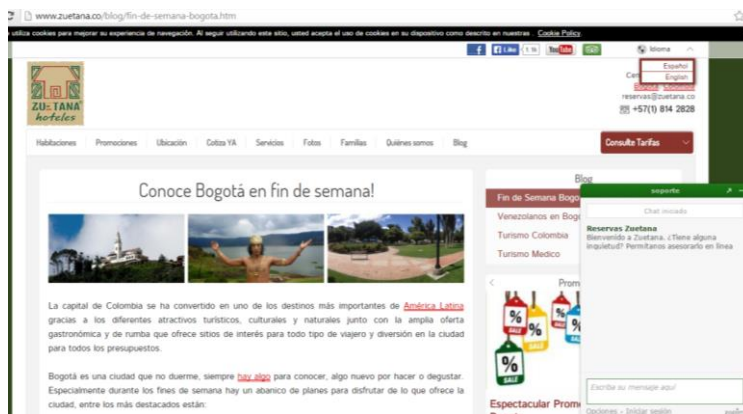 www.zuetana.co/blog/fin-de-semana-bogota.htm
utiliza cookies para mejorar su experiencia de navegación. Al seguir utilizando este sitio, usted acepta el uso de cookies en su dispositivo como descrito en nuestras . Cookie Policy.
f Like YouTube Idioma
Español
English
ZUETANA
hoteles
reservas@zuetana.co
+57(1) 814 2828
Habitaciones Promociones Ubicación Cotiza YA Servicios Fotos Familias Quiénes somos Blog
Consulte Tarifas
Conoce Bogotá en fin de semana!
La capital de Colombia se ha convertido en uno de los destinos más importantes de América Latina
gracias a los diferentes atractivos turísticos, culturales y naturales junto con la amplia oferta
gastronómica y de rumba que ofrece sitios de interés para todo tipo de viajero y diversión en la ciudad
para todos los presupuestos.
Bogotá es una ciudad que no duerme, siempre hay algo para conocer, algo nuevo por hacer o degustar.
Especialmente durante los fines de semana hay un abanico de planes para disfrutar de lo que ofrece la
ciudad, entre los más destacados están:
Blog
Fin de Semana Bogo
Venezolanos en Bog
Turismo Colombia
Turismo Medico
Prom
% SALE
% SALE
% SALE
Espectacular Prom
soporte
Chat iniciado
Reservas Zuetana
Bienvenido a Zuetana. ¿Tiene alguna
inquietud? Permitanos asesorarlo en línea
Escribe su mensaje aquí
Opciones - Iniciar sesión